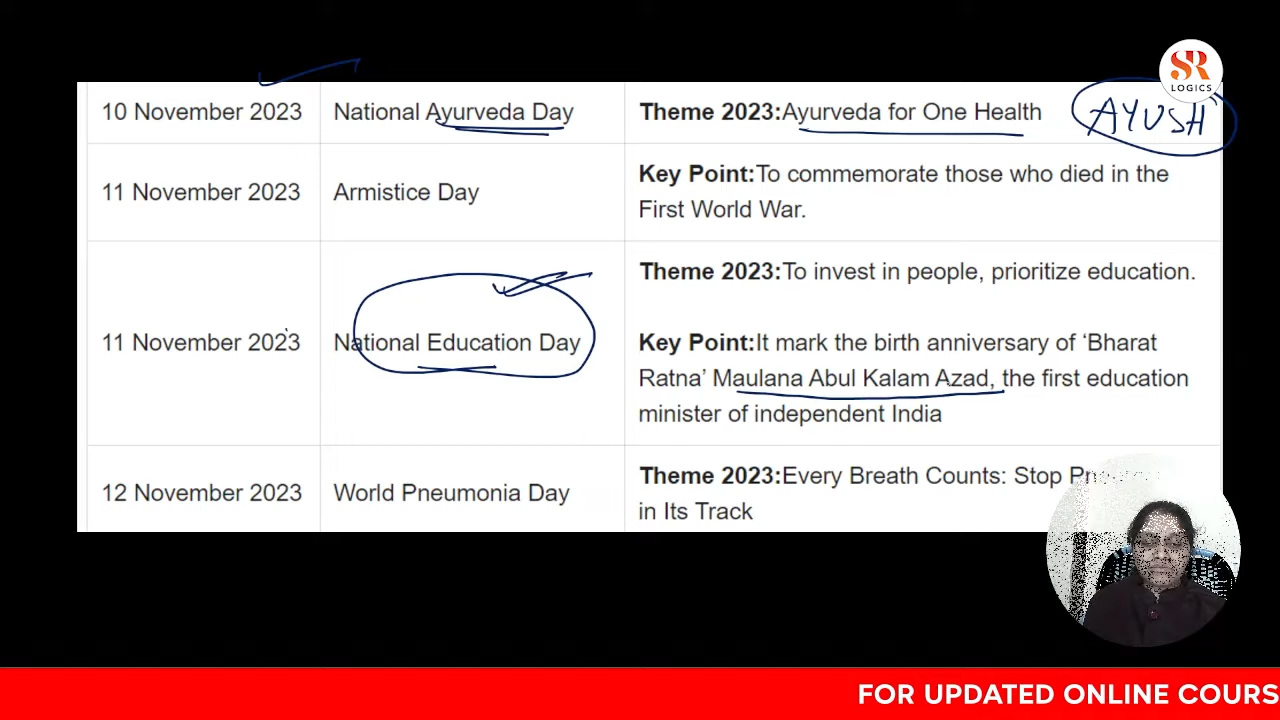 SR
LOGICS
10 November 2023 National Ayurveda Day Theme 2023:Ayurveda for One Health AYUSH
11 November 2023 Armistice Day Key Point:To commemorate those who died in the
First World War.
11 November 2023 National Education Day Theme 2023:To invest in people, prioritize education.
Key Point:It mark the birth anniversary of ‘Bharat
Ratna’ Maulana Abul Kalam Azad, the first education
minister of independent India
12 November 2023 World Pneumonia Day Theme 2023:Every Breath Counts: Stop
in Its Track
FOR UPDATED ONLINE COURS